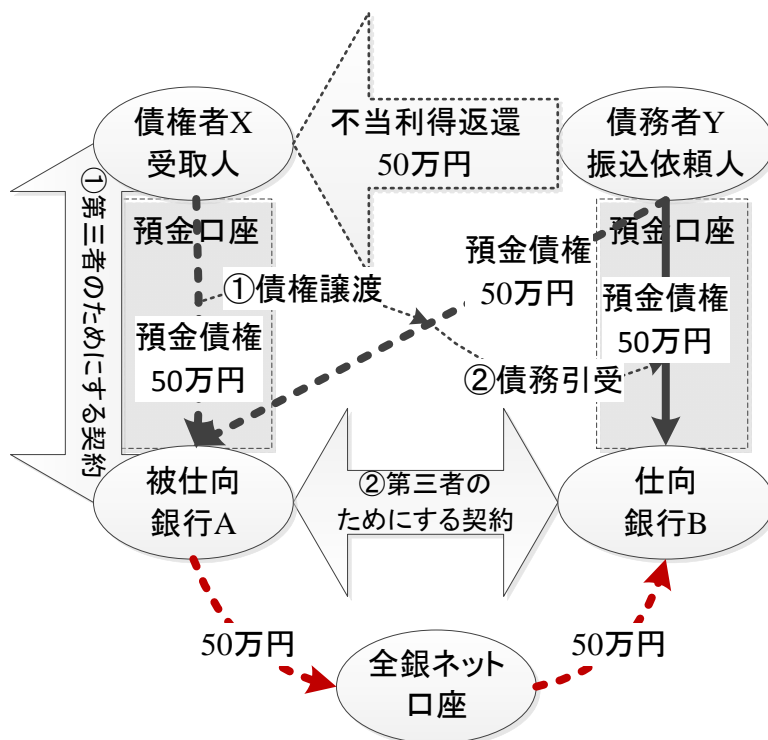 債権者X
受取人
不当利得返還
50万円
債務者Y
振込依頼人
①第三者のためにする契約
預金口座
預金口座
預金債権
50万円
①債権譲渡
預金債権
50万円
預金債権
50万円
②債務引受
被仕向
銀行A
②第三者の
ためにする契約
仕向
銀行B
50万円
50万円
全銀ネット
口座